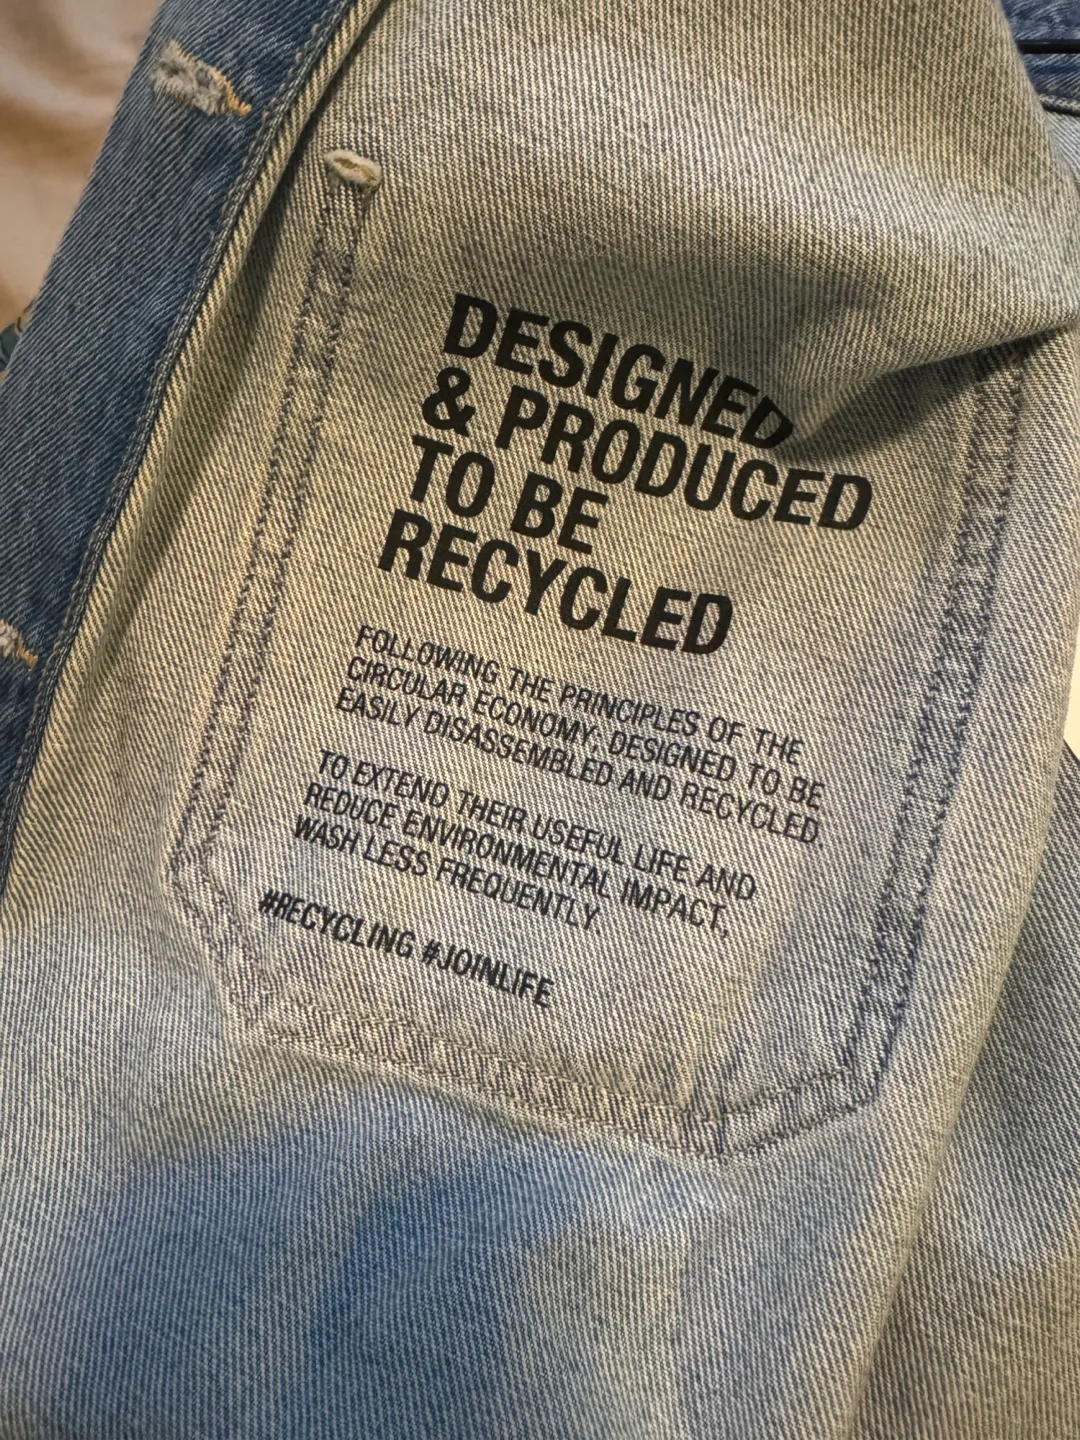 DESIGNED
& PRODUCED
TO BE
RECYCLED
FOLLOWING THE PRINCIPLES OF THE
CIRCULAR ECONOMY; DESIGNED TO BE
EASILY DISASSEMBLED AND RECYCLED.
TO EXTEND THEIR USEFUL LIFE AND
REDUCE ENVIRONMENTAL IMPACT,
WASH LESS FREQUENTLY
#RECYCLING #JOINLIFE